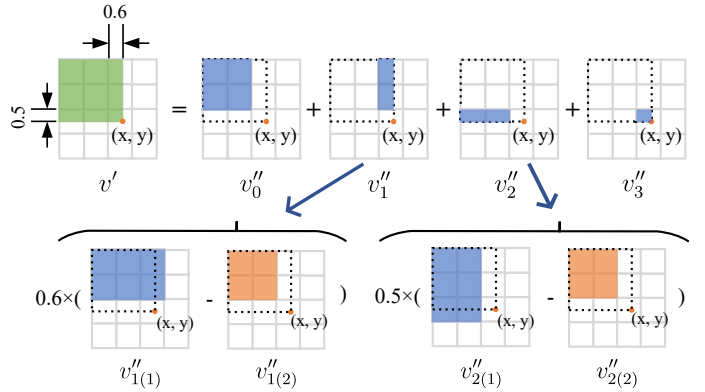 0.6
0.5
= + + +
(x, y) (x, y) (x, y) (x, y) (x, y)
v′ v″₀ v″₁ v″₂ v″₃
0.6×( - ) 0.5×( - )
(x, y) (x, y) (x, y) (x, y)
v″₁₍₁₎ v″₁₍₂₎ v″₂₍₁₎ v″₂₍₂₎